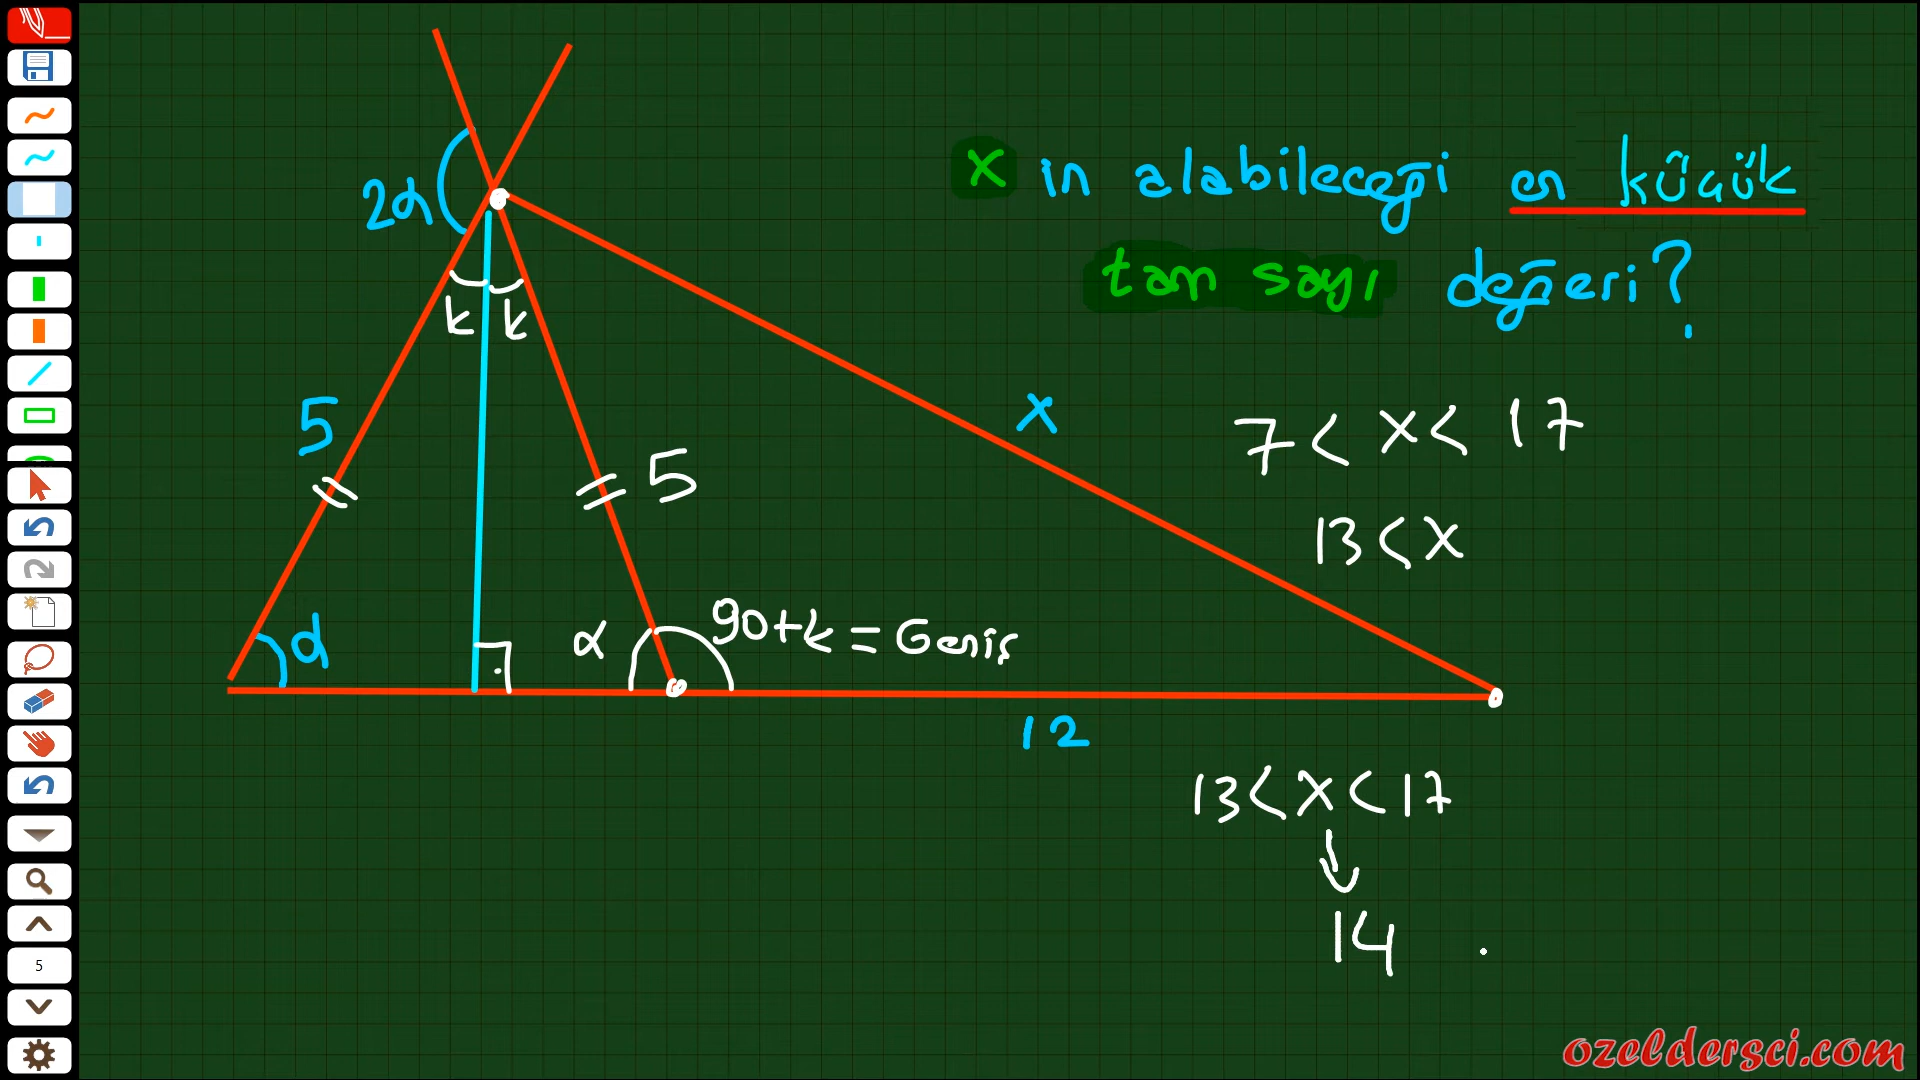 x in alabileceği en küçük
tam sayı değeri?
2α
k k
5
5
x
7 < x < 17
13 < x
α
α
90+k = Geniş
12
13 < x < 17
14
5
ozeldersci.com